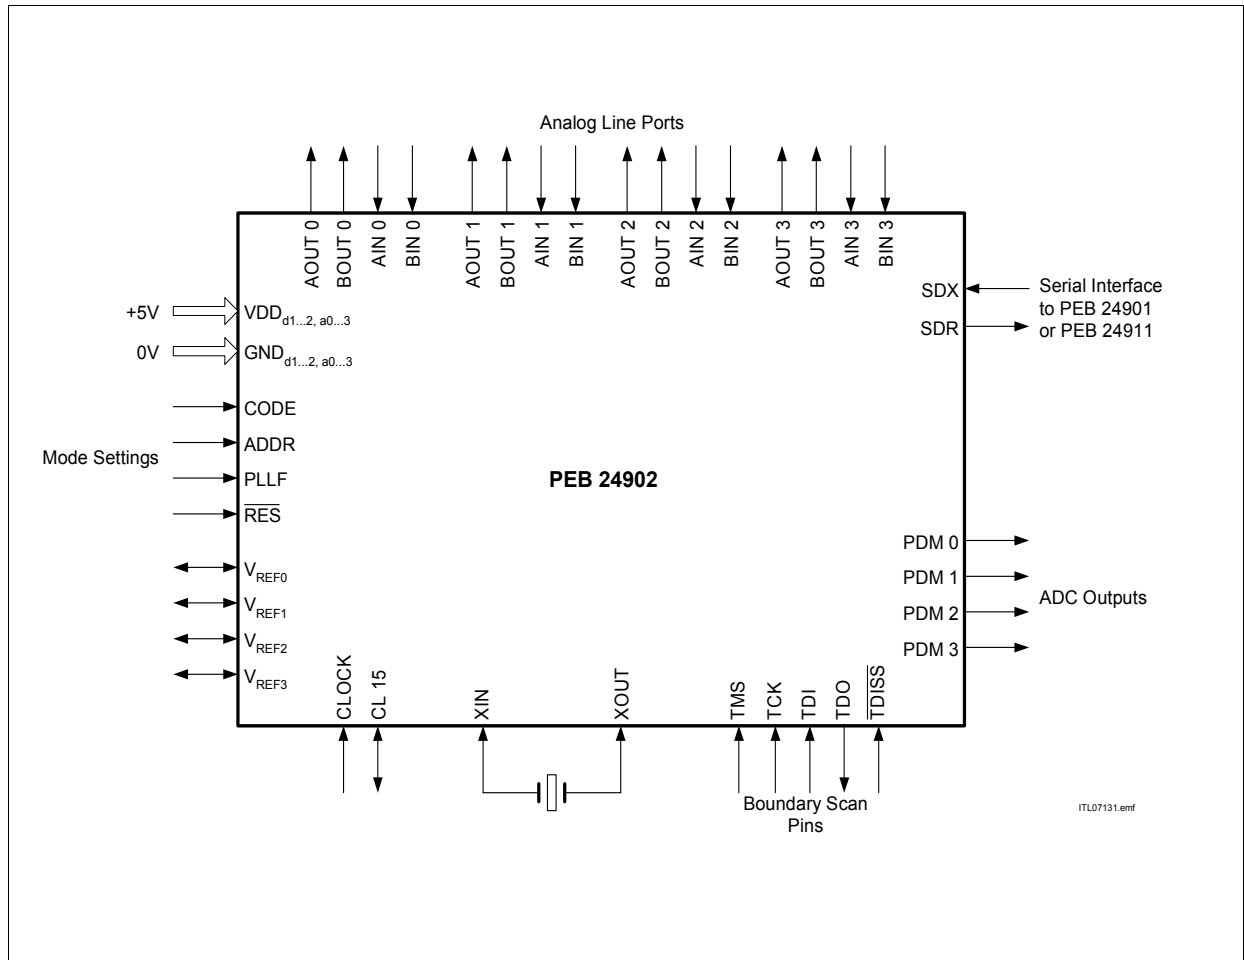 Analog Line Ports
AOUT 0
BOUT 0
AIN 0
BIN 0
AOUT 1
BOUT 1
AIN 1
BIN 1
AOUT 2
BOUT 2
AIN 2
BIN 2
AOUT 3
BOUT 3
AIN 3
BIN 3
+5V
VDD d1...2, a0...3
0V
GND d1...2, a0...3
CODE
ADDR
Mode Settings
PLLF
RES
VREF0
VREF1
VREF2
VREF3
PEB 24902
SDX
SDR
Serial Interface
to PEB 24901
or PEB 24911
PDM 0
PDM 1
PDM 2
PDM 3
ADC Outputs
CLOCK
CL 15
XIN
XOUT
TMS
TCK
TDI
TDO
TDISS
Boundary Scan
Pins
ITL07131.emf